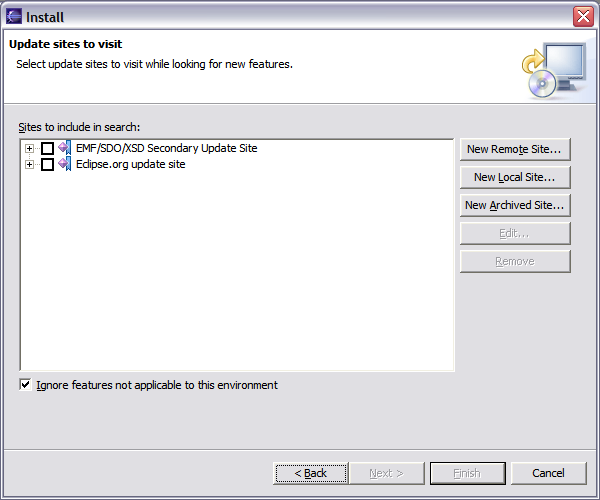 Install
Update sites to visit
Select update sites to visit while looking for new features.
Sites to include in search:
EMF/SDO/XSD Secondary Update Site
Eclipse.org update site
New Remote Site...
New Local Site...
New Archived Site...
Edit...
Remove
Ignore features not applicable to this environment
< Back
Next >
Finish
Cancel